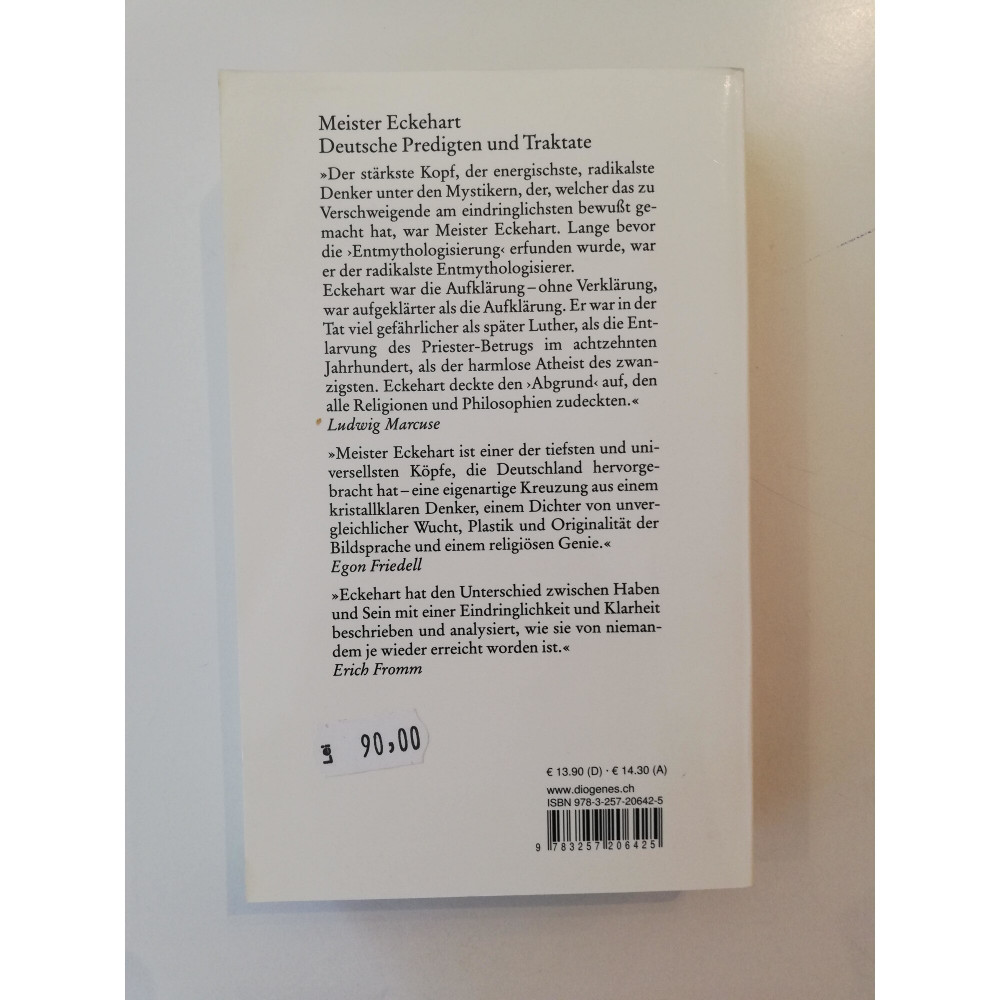 Meister Eckehart
Deutsche Predigten und Traktate
»Der stärkste Kopf, der energischste, radikalste
Denker unter den Mystikern, der, welcher das zu
Verschweigende am eindringlichsten bewußt ge-
macht hat, war Meister Eckehart. Lange bevor
die ›Entmythologisierung‹ erfunden wurde, war
er der radikalste Entmythologisierer.
Eckehart war die Aufklärung – ohne Verklärung,
war aufgeklärter als die Aufklärung. Er war in der
Tat viel gefährlicher als später Luther, als die Ent-
larvung des Priester-Betrugs im achtzehnten
Jahrhundert, als der harmlose Atheist des zwan-
zigsten. Eckehart deckte den ›Abgrund‹ auf, den
alle Religionen und Philosophien zudeckten.«
Ludwig Marcuse
»Meister Eckehart ist einer der tiefsten und uni-
versellsten Köpfe, die Deutschland hervorge-
bracht hat – eine eigenartige Kreuzung aus einem
kristallklaren Denker, einem Dichter von unver-
gleichlicher Wucht, Plastik und Originalität der
Bildsprache und einem religiösen Genie.«
Egon Friedell
»Eckehart hat den Unterschied zwischen Haben
und Sein mit einer Eindringlichkeit und Klarheit
beschrieben und analysiert, wie sie von nieman-
dem je wieder erreicht worden ist.«
Erich Fromm
90,00
€ 13.90 (D) · € 14.30 (A)
www.diogenes.ch
ISBN 978-3-257-20642-5
9 783257 206425